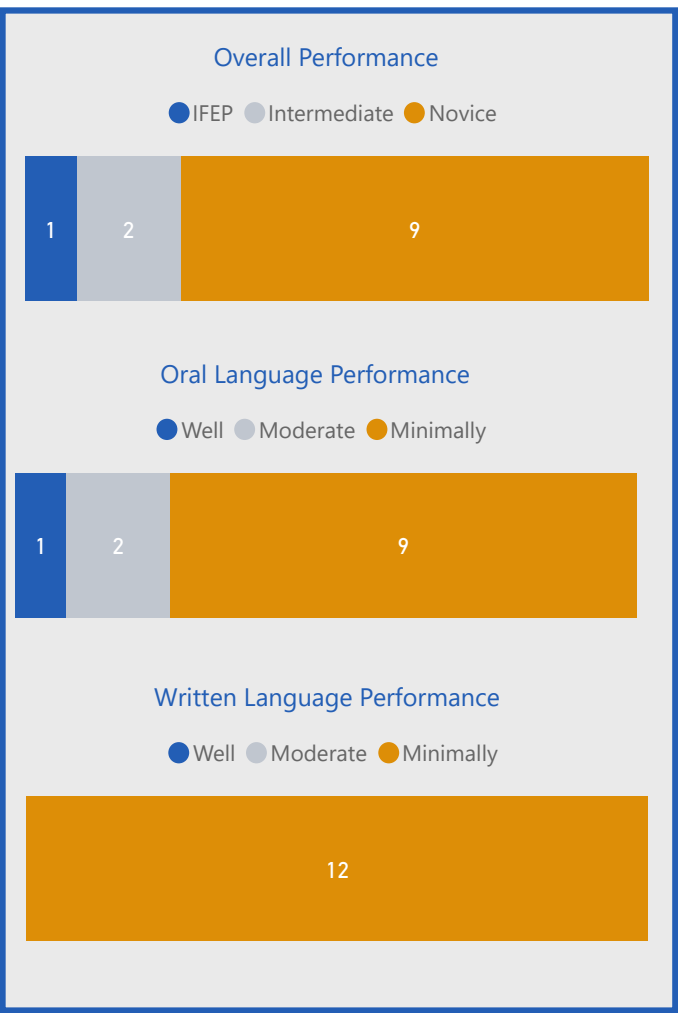 Overall Performance
IFEP Intermediate Novice
1 2 9
Oral Language Performance
Well Moderate Minimally
1 2 9
Written Language Performance
Well Moderate Minimally
12